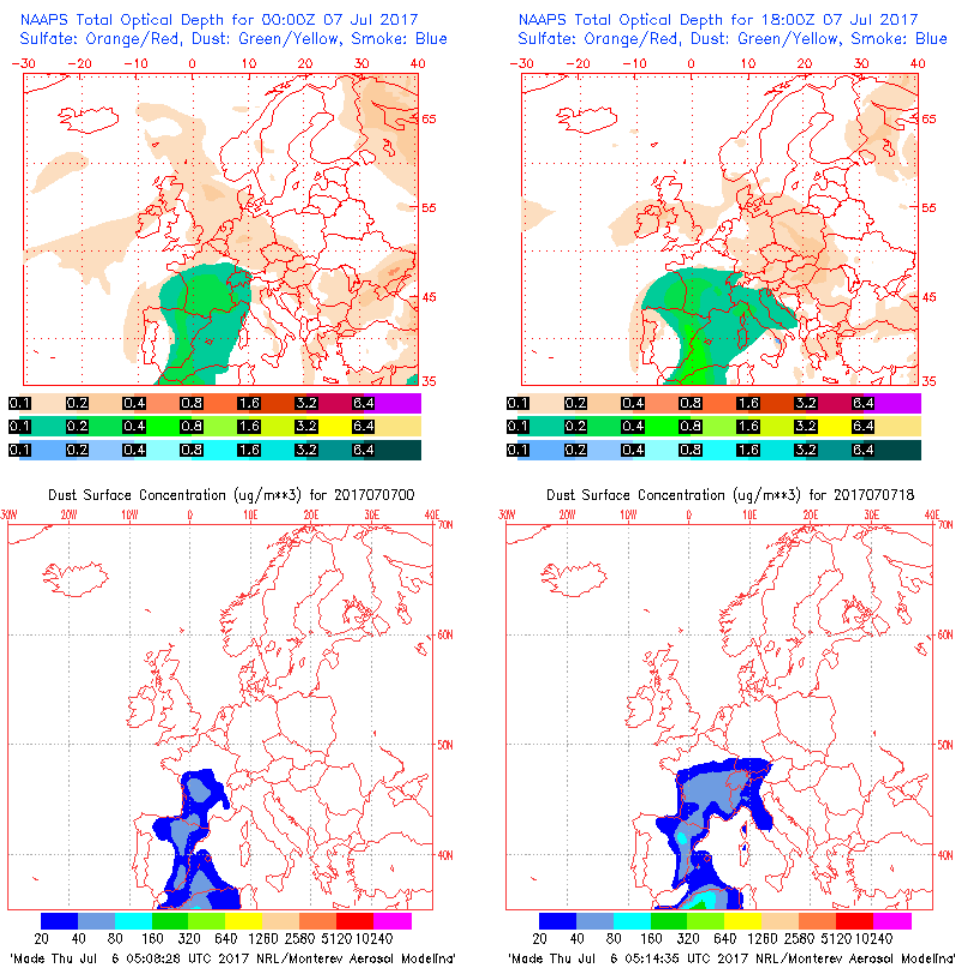 NAAPS Total Optical Depth for 00:00Z 07 Jul 2017
Sulfate: Orange/Red, Dust: Green/Yellow, Smoke: Blue
-30 -20 -10 0 10 20 30 40
65
55
45
35
0.1 0.2 0.4 0.8 1.6 3.2 6.4
0.1 0.2 0.4 0.8 1.6 3.2 6.4
0.1 0.2 0.4 0.8 1.6 3.2 6.4
NAAPS Total Optical Depth for 18:00Z 07 Jul 2017
Sulfate: Orange/Red, Dust: Green/Yellow, Smoke: Blue
-30 -20 -10 0 10 20 30 40
65
55
45
35
0.1 0.2 0.4 0.8 1.6 3.2 6.4
0.1 0.2 0.4 0.8 1.6 3.2 6.4
0.1 0.2 0.4 0.8 1.6 3.2 6.4
Dust Surface Concentration (ug/m**3) for 2017070700
30W 20W 10W 0 10E 20E 30E 40E
70N
60N
50N
40N
20 40 80 160 320 640 1260 2580 5120 10240
'Made Thu Jul 6 05:08:28 UTC 2017 NRL/Monterey Aerosol Modeling'
Dust Surface Concentration (ug/m**3) for 2017070718
30W 20W 10W 0 10E 20E 30E 40E
70N
60N
50N
40N
20 40 80 160 320 640 1260 2580 5120 10240
'Made Thu Jul 6 05:14:35 UTC 2017 NRL/Monterey Aerosol Modeling'